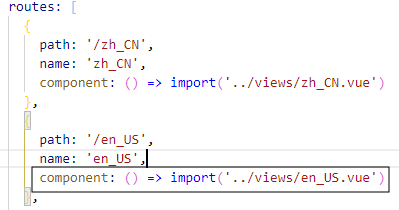 routes: [
{
path: '/zh_CN',
name: 'zh_CN',
component: () => import('../views/zh_CN.vue')
},
{
path: '/en_US',
name: 'en_US',
component: () => import('../views/en_US.vue')
},